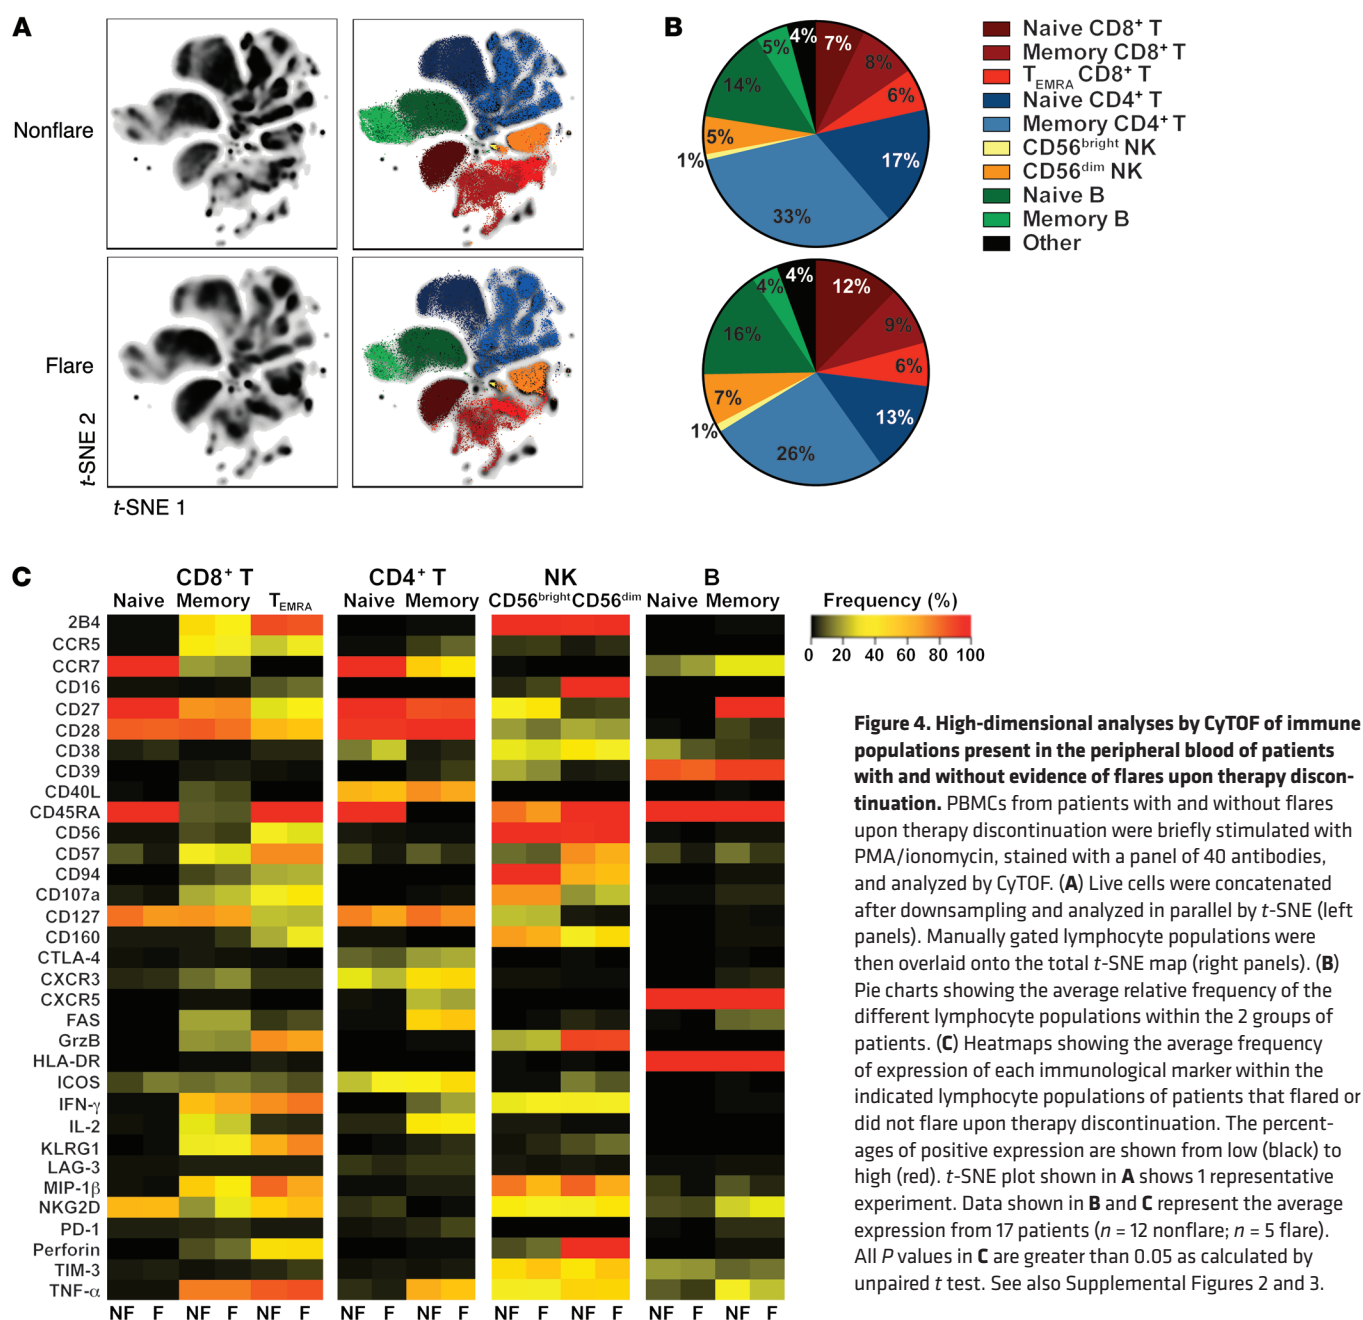 A
Nonflare
Flare
t-SNE 2
t-SNE 1
B
4%
7%
8%
6%
17%
33%
1%
5%
14%
5%
4%
12%
9%
6%
13%
26%
1%
7%
16%
4%
Naive CD8+ T
Memory CD8+ T
TEMRA CD8+ T
Naive CD4+ T
Memory CD4+ T
CD56bright NK
CD56dim NK
Naive B
Memory B
Other
C
CD8+ T
CD4+ T
NK
B
Naive Memory TEMRA
Naive Memory
CD56bright CD56dim
Naive Memory
Frequency (%)
0 20 40 60 80 100
2B4
CCR5
CCR7
CD16
CD27
CD28
CD38
CD39
CD40L
CD45RA
CD56
CD57
CD94
CD107a
CD127
CD160
CTLA-4
CXCR3
CXCR5
FAS
GrzB
HLA-DR
ICOS
IFN-γ
IL-2
KLRG1
LAG-3
MIP-1β
NKG2D
PD-1
Perforin
TIM-3
TNF-α
NF F NF F NF F NF F NF F NF F NF F NF F NF F
Figure 4. High-dimensional analyses by CyTOF of immune
populations present in the peripheral blood of patients
with and without evidence of flares upon therapy discon-
tinuation. PBMCs from patients with and without flares
upon therapy discontinuation were briefly stimulated with
PMA/ionomycin, stained with a panel of 40 antibodies,
and analyzed by CyTOF. (A) Live cells were concatenated
after downsampling and analyzed in parallel by t-SNE (left
panels). Manually gated lymphocyte populations were
then overlaid onto the total t-SNE map (right panels). (B)
Pie charts showing the average relative frequency of the
different lymphocyte populations within the 2 groups of
patients. (C) Heatmaps showing the average frequency
of expression of each immunological marker within the
indicated lymphocyte populations of patients that flared or
did not flare upon therapy discontinuation. The percent-
ages of positive expression are shown from low (black) to
high (red). t-SNE plot shown in A shows 1 representative
experiment. Data shown in B and C represent the average
expression from 17 patients (n = 12 nonflare; n = 5 flare).
All P values in C are greater than 0.05 as calculated by
unpaired t test. See also Supplemental Figures 2 and 3.